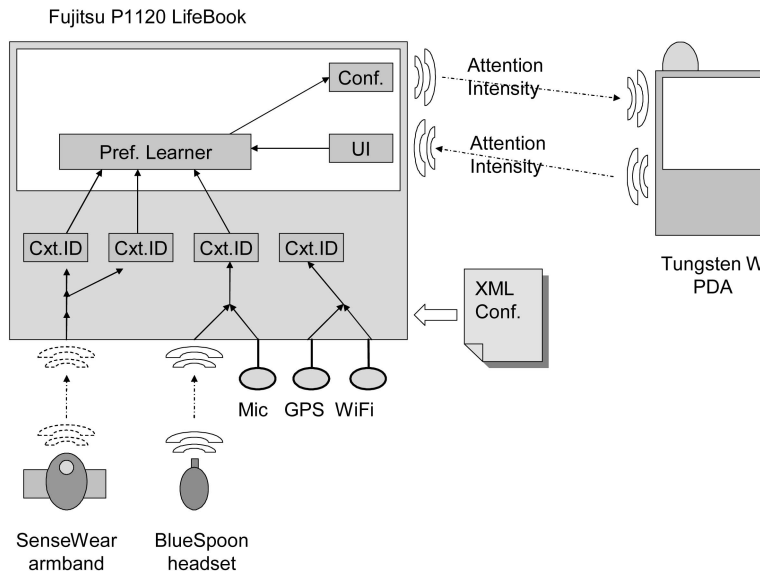 Fujitsu P1120 LifeBook
Conf.
Attention
Intensity
Pref. Learner
UI
Attention
Intensity
Cxt.ID
Cxt.ID
Cxt.ID
Cxt.ID
Tungsten W
PDA
XML
Conf.
Mic
GPS
WiFi
SenseWear
armband
BlueSpoon
headset